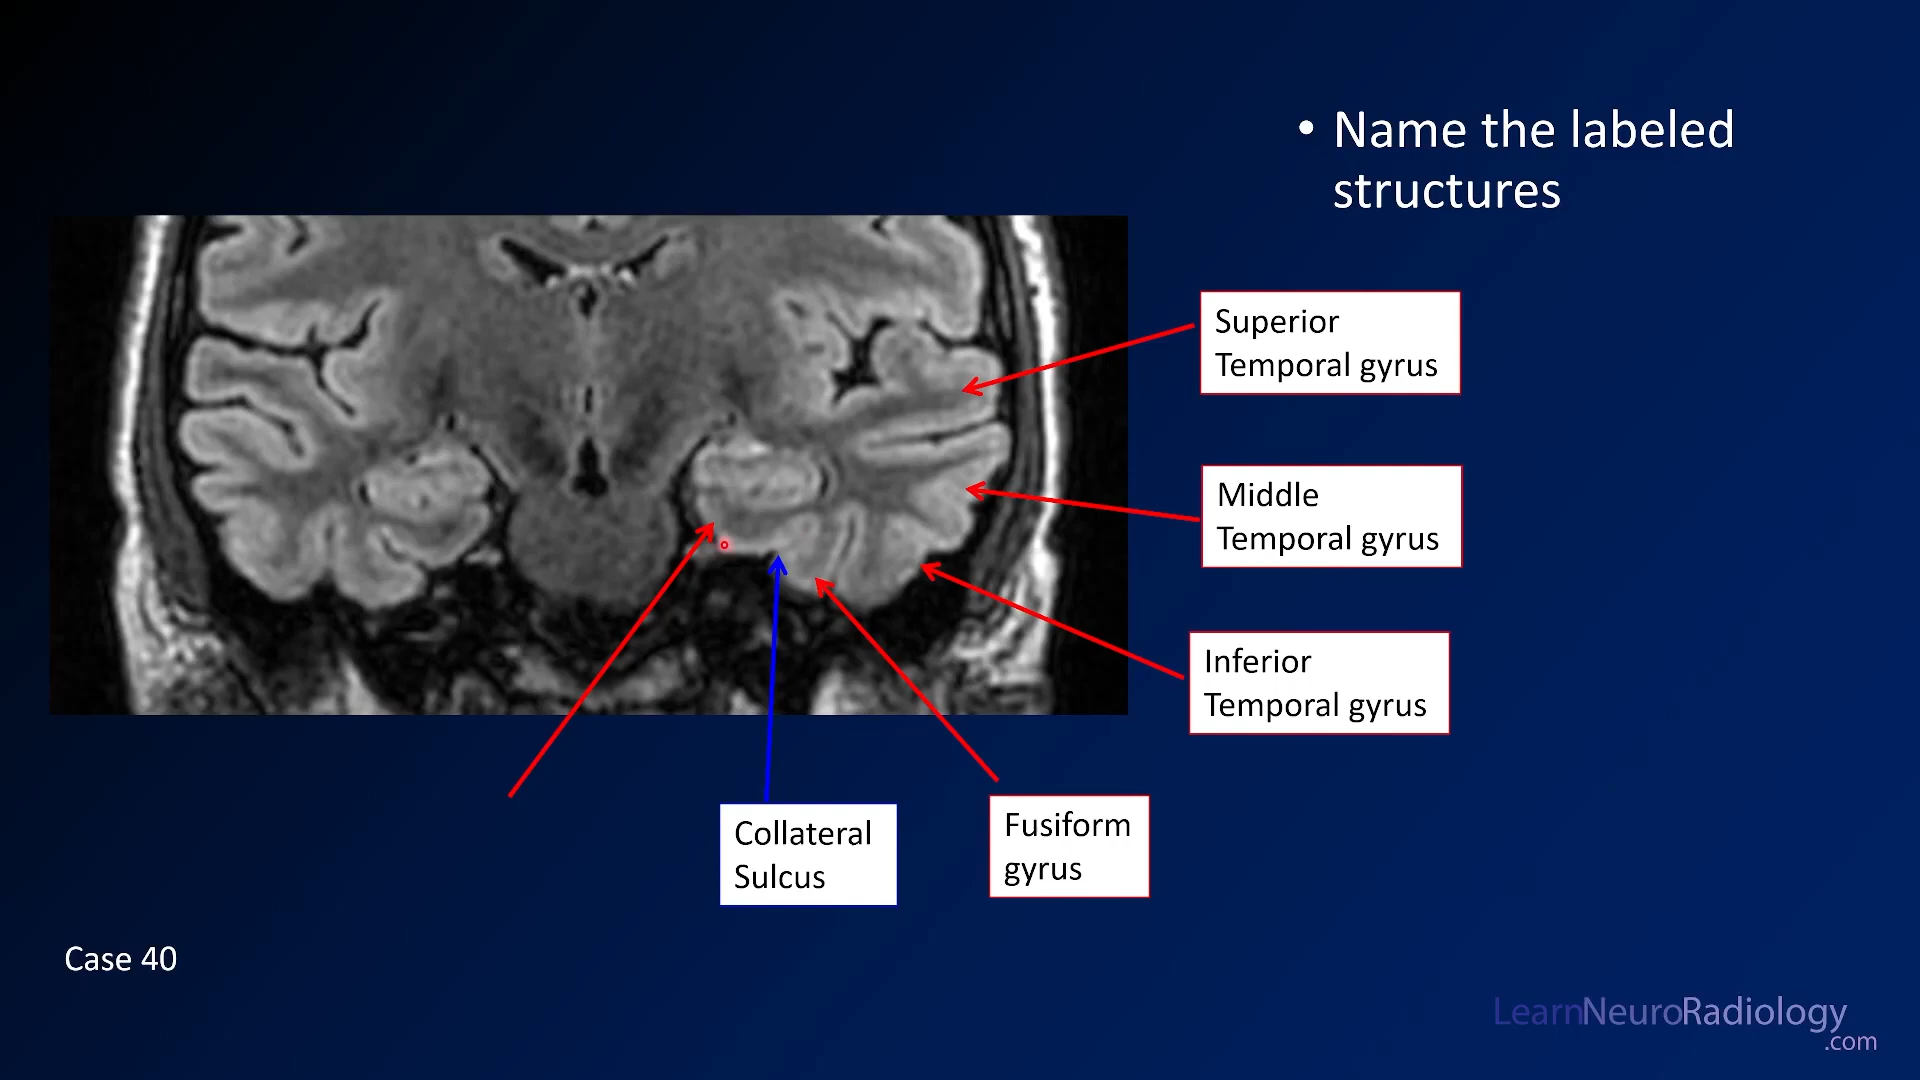 • Name the labeled
structures
Superior
Temporal gyrus
Middle
Temporal gyrus
Inferior
Temporal gyrus
Collateral
Sulcus
Fusiform
gyrus
Case 40
LearnNeuroRadiology
.com